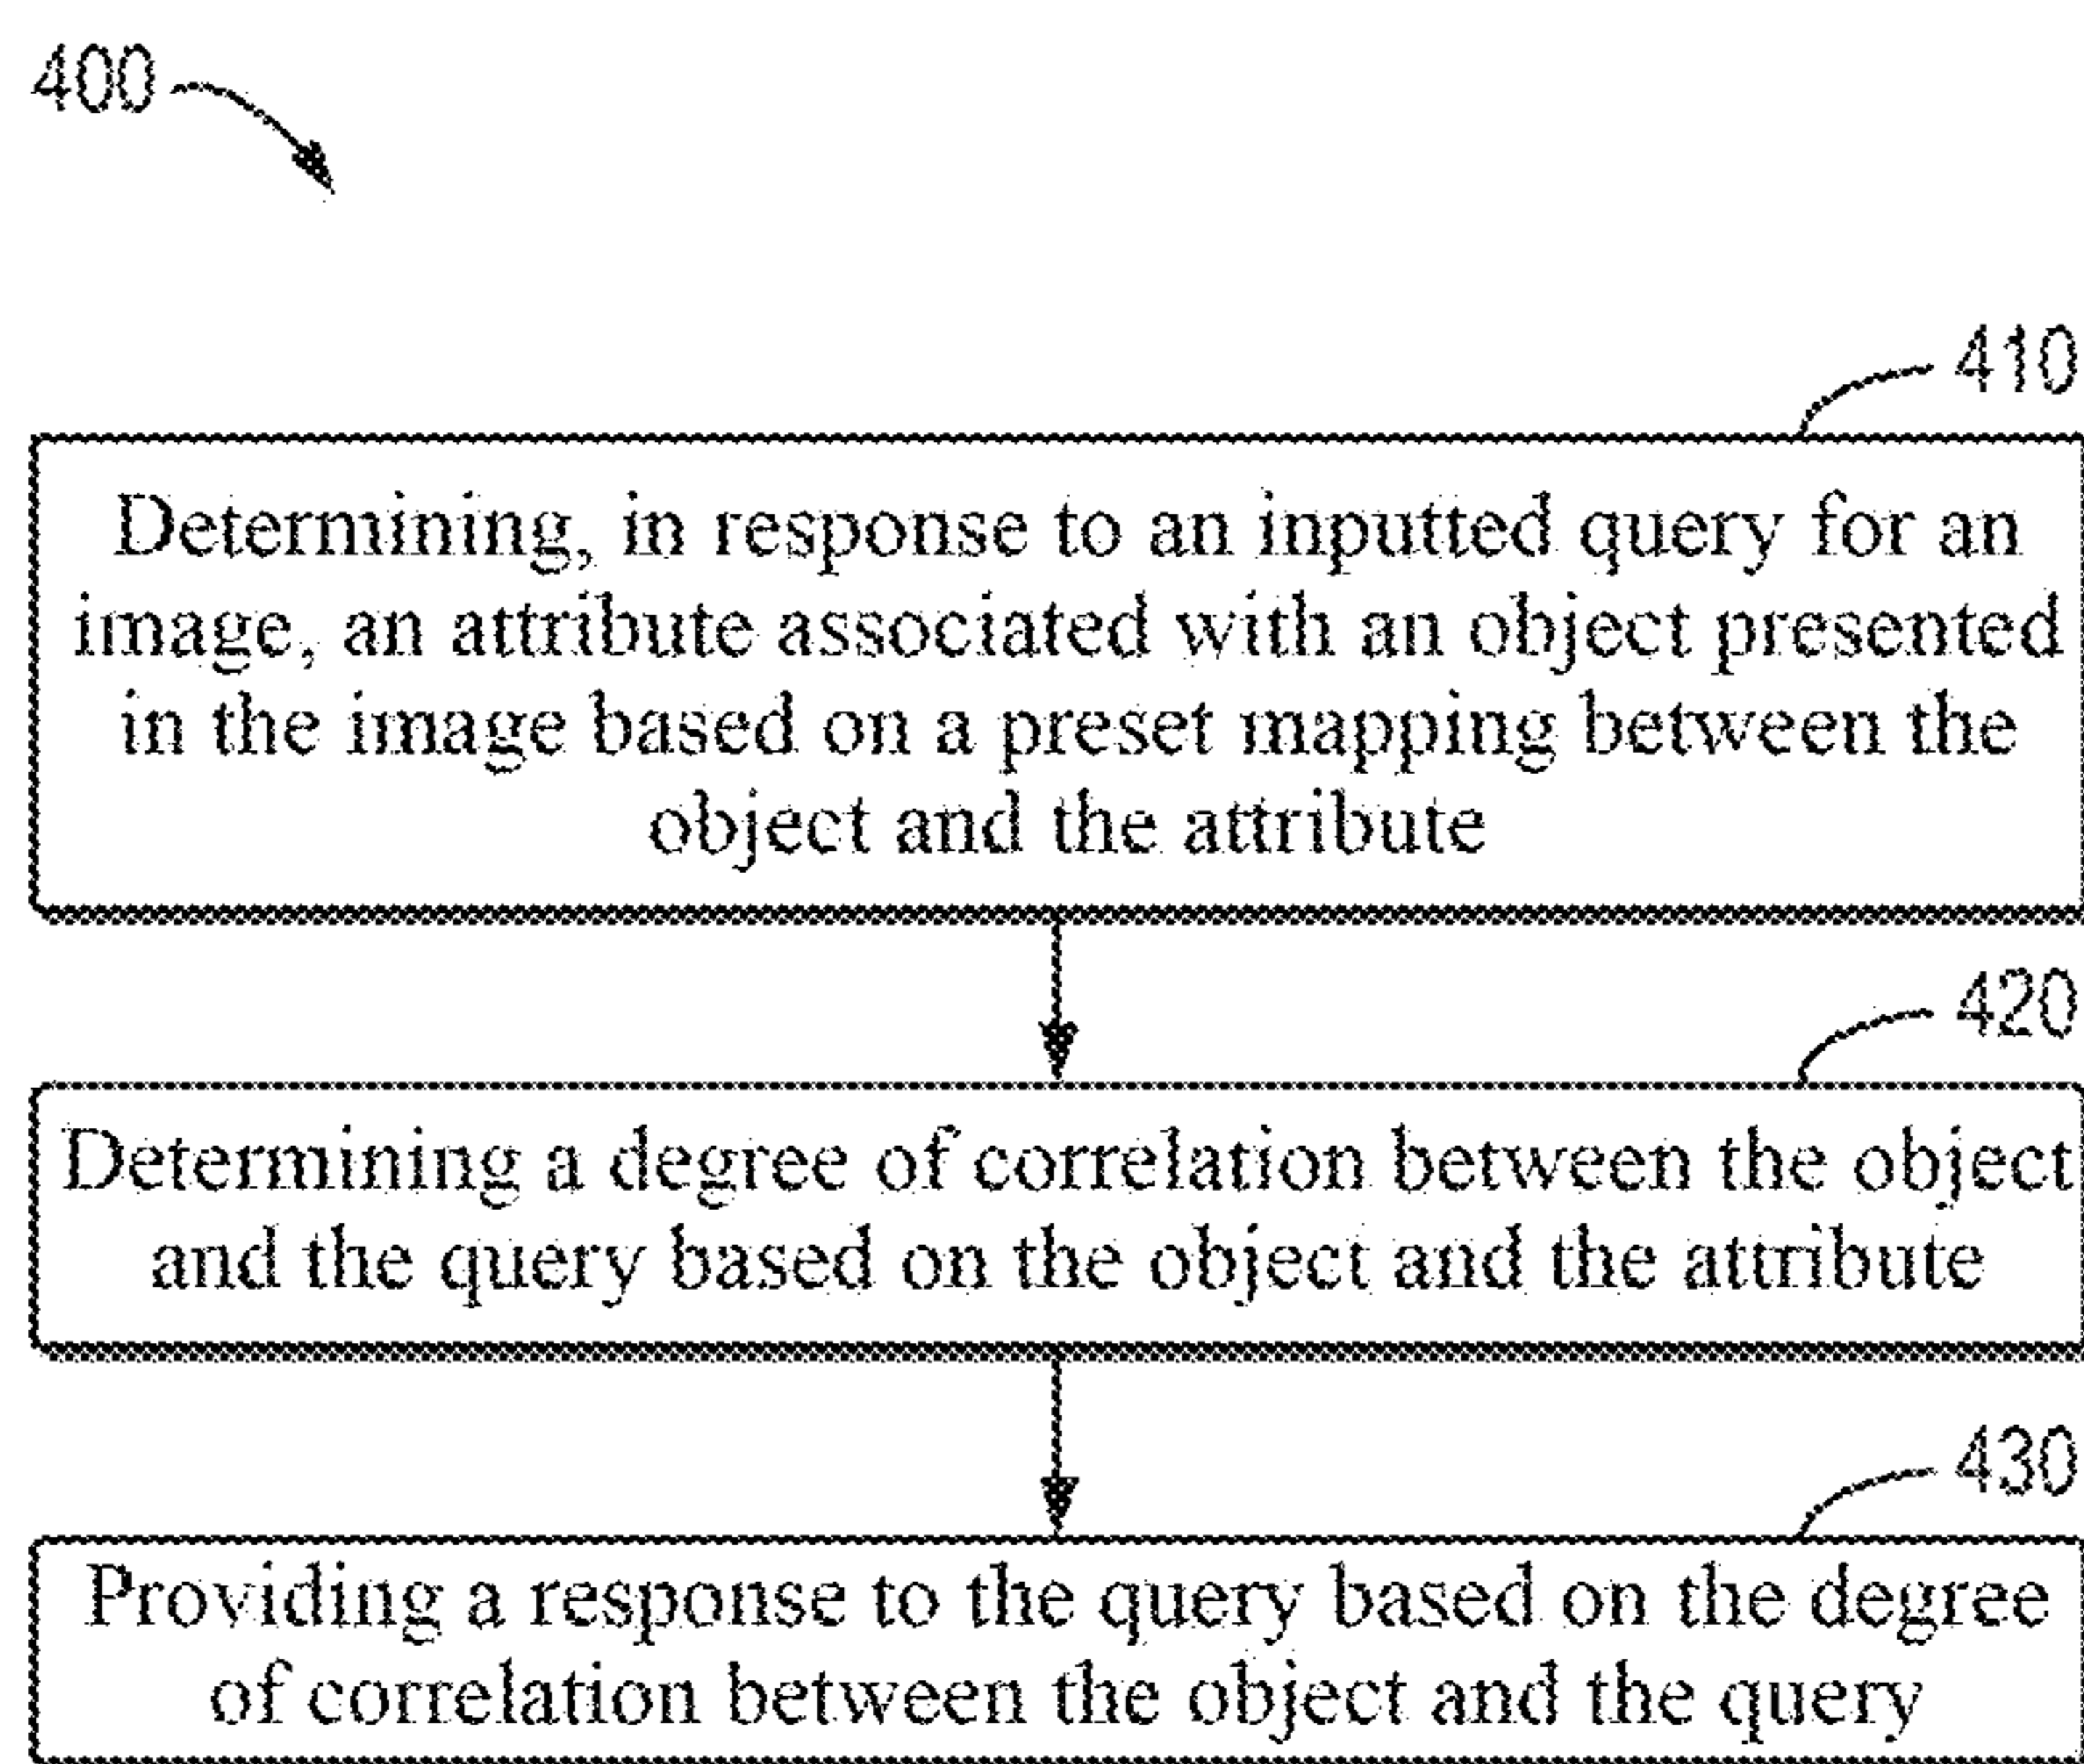 400
410
Determining, in response to an inputted query for an
image, an attribute associated with an object presented
in the image based on a preset mapping between the
object and the attribute
420
Determining a degree of correlation between the object
and the query based on the object and the attribute
430
Providing a response to the query based on the degree
of correlation between the object and the query